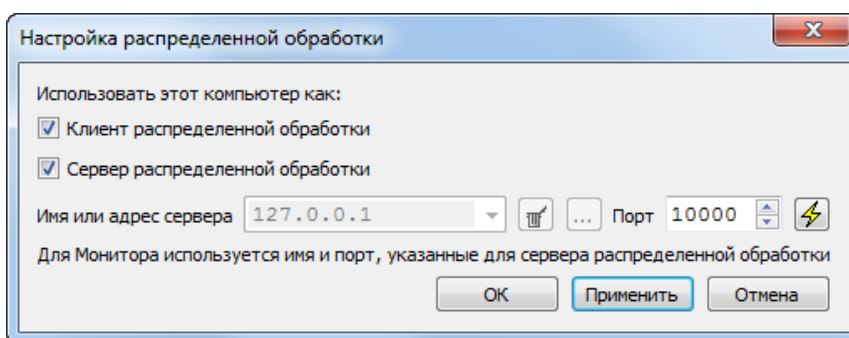 Настройка распределенной обработки
Использовать этот компьютер как:
Клиент распределенной обработки
Сервер распределенной обработки
Имя или адрес сервера 127.0.0.1 ... Порт 10000
Для Монитора используется имя и порт, указанные для сервера распределенной обработки
OK Применить Отмена